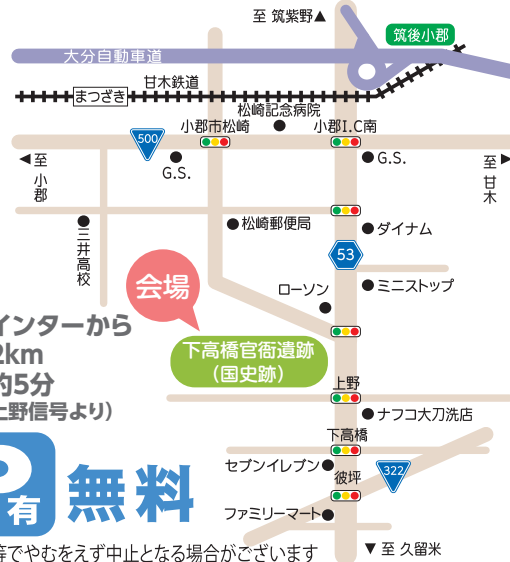 至 筑紫野▲
筑後小郡
大分自動車道
甘木鉄道
まつざき
松崎記念病院
500
小郡市松崎
小郡I.C南
◀至 小郡
G.S.
G.S.
至 甘木▶
三井高校
松崎郵便局
ダイナム
53
会場
ローソン
ミニストップ
インターから
2km
約5分
上野信号より）
下高橋官衙遺跡
（国史跡）
上野
ナフコ大刀洗店
下高橋
セブンイレブン
彼坪
322
有
無料
ファミリーマート
等でやむをえず中止となる場合がございます
▼至 久留米